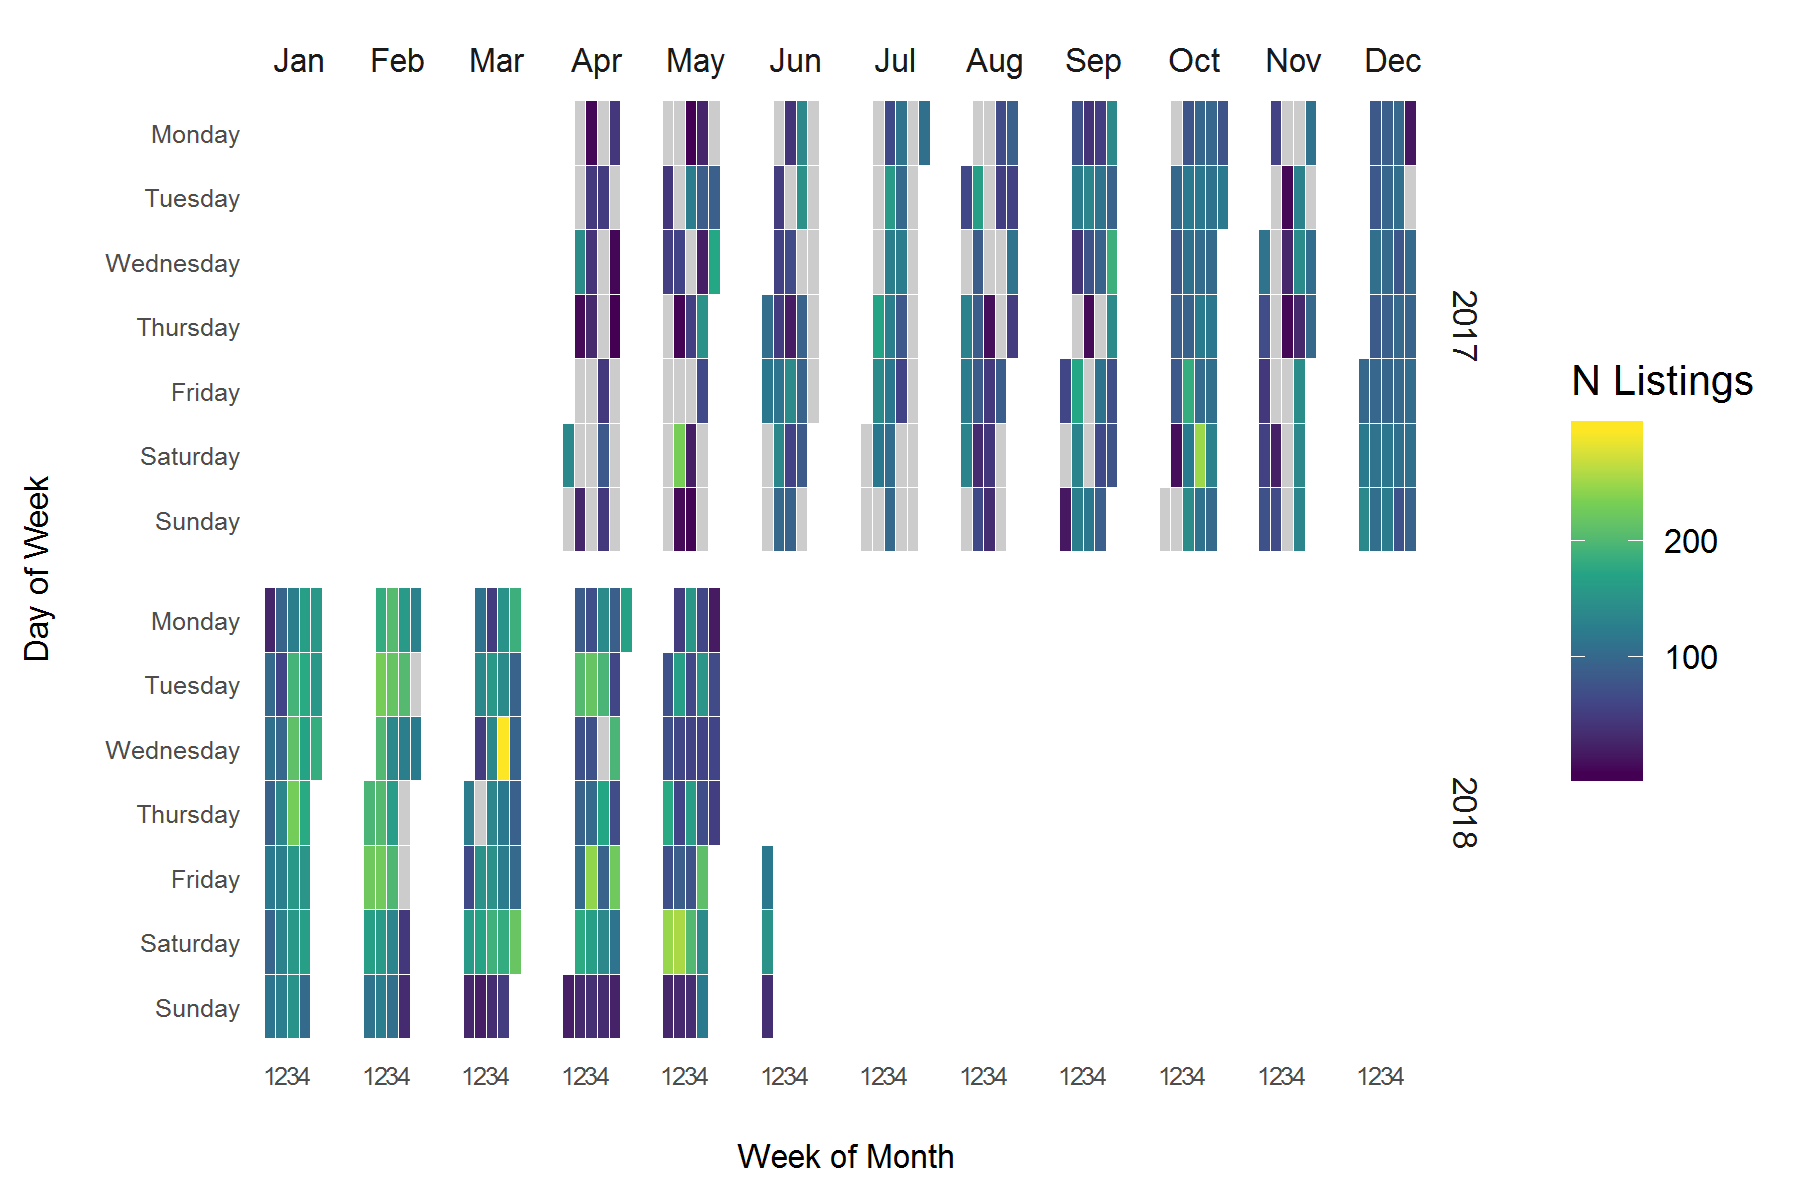 Jan Feb Mar Apr May Jun Jul Aug Sep Oct Nov Dec
Monday
Tuesday
Wednesday
Thursday
Friday
Saturday
Sunday
2017
Monday
Tuesday
Wednesday
Thursday
Friday
Saturday
Sunday
2018
1234 1234 1234 1234 1234 1234 1234 1234 1234 1234 1234 1234
Week of Month
Day of Week
N Listings
200
100